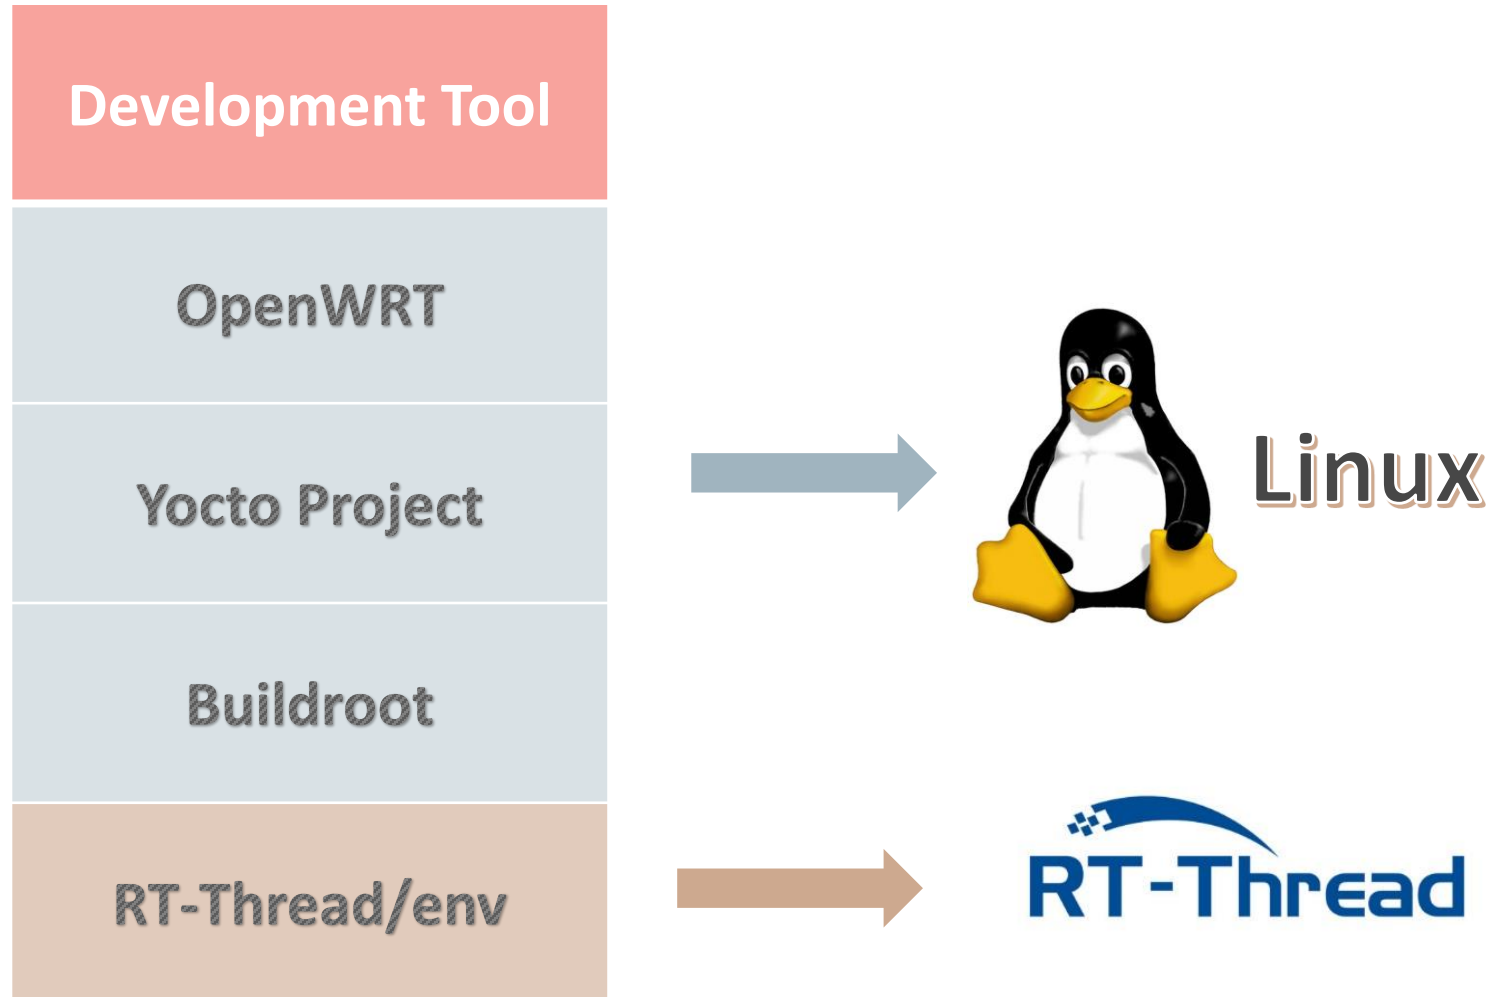 Development Tool
OpenWRT
Yocto Project
Linux
Buildroot
RT-Thread/env
RT-Thread